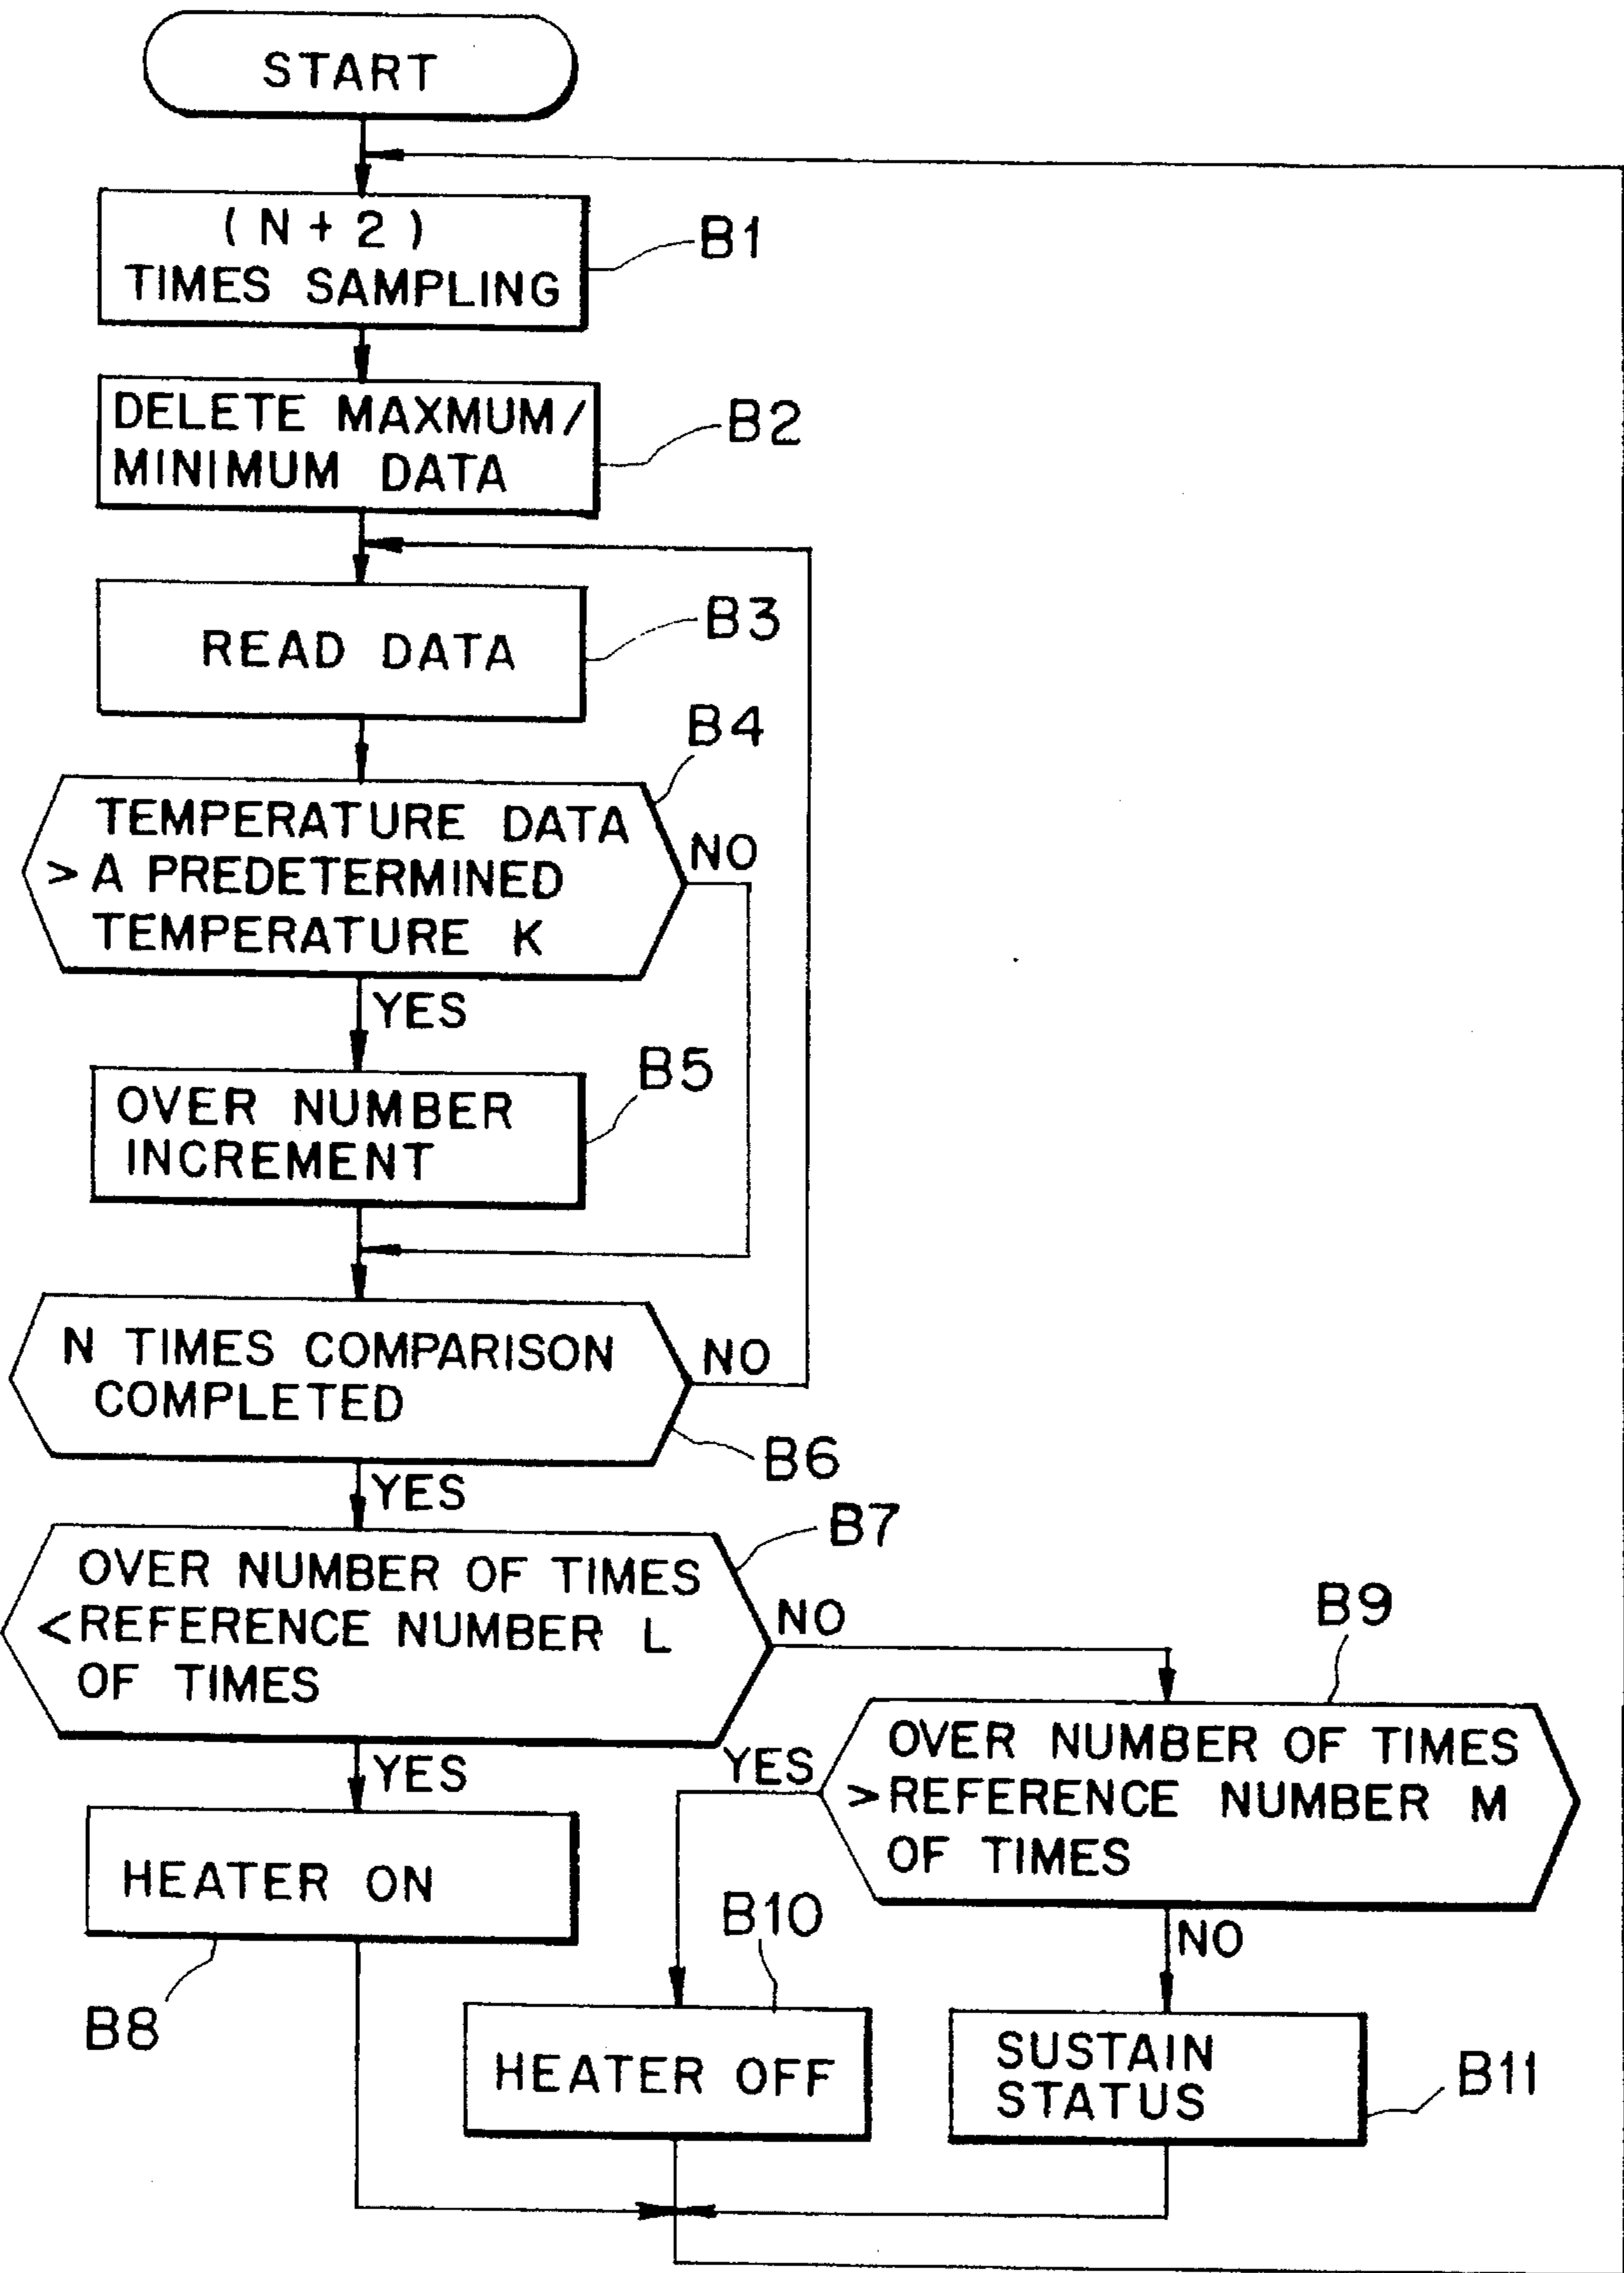 START
(N+2)
TIMES SAMPLING
B1
DELETE MAXMUM/
MINIMUM DATA
B2
READ DATA
B3
B4
TEMPERATURE DATA
> A PREDETERMINED
TEMPERATURE K
NO
YES
OVER NUMBER
INCREMENT
B5
N TIMES COMPARISON
COMPLETED
NO
B6
YES
B7
OVER NUMBER OF TIMES
< REFERENCE NUMBER L
OF TIMES
NO
YES
B9
OVER NUMBER OF TIMES
> REFERENCE NUMBER M
OF TIMES
YES
NO
HEATER ON
B8
B10
HEATER OFF
SUSTAIN
STATUS
B11